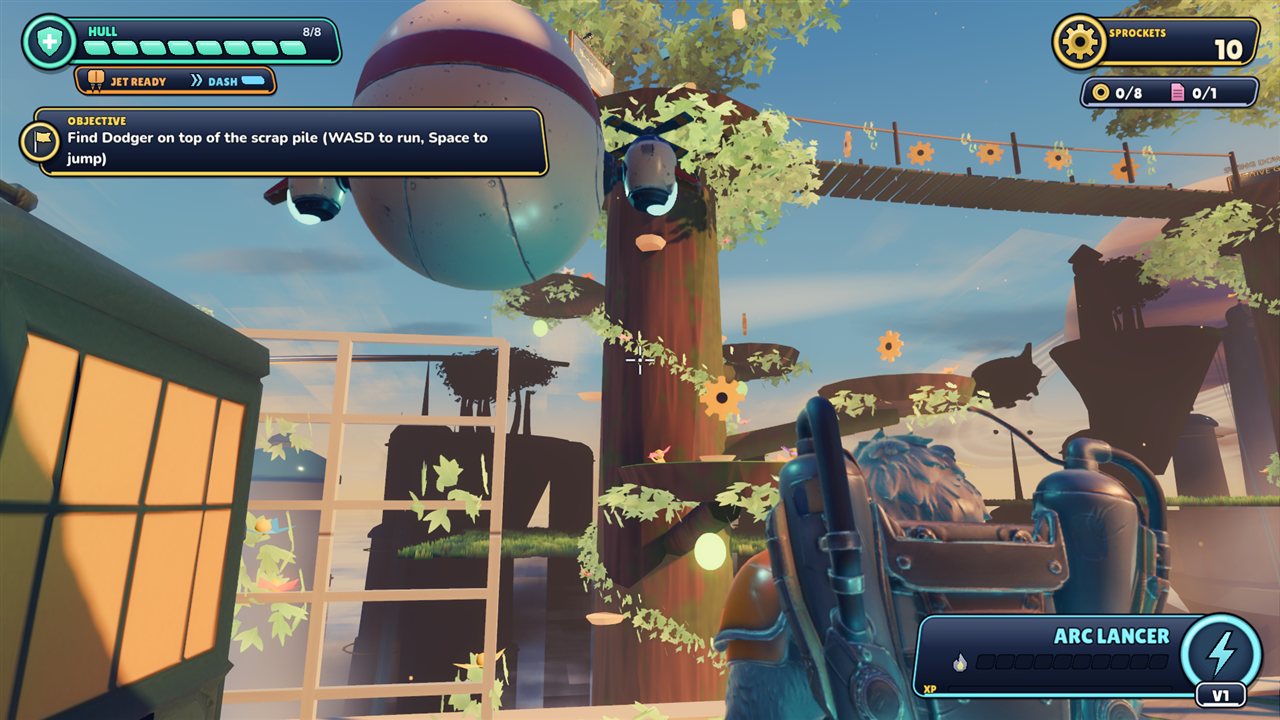 HULL
8/8
JET READY
DASH
OBJECTIVE
Find Dodger on top of the scrap pile (WASD to run, Space to
jump)
SPROCKETS
10
0/8
0/1
ARC LANCER
XP
V1